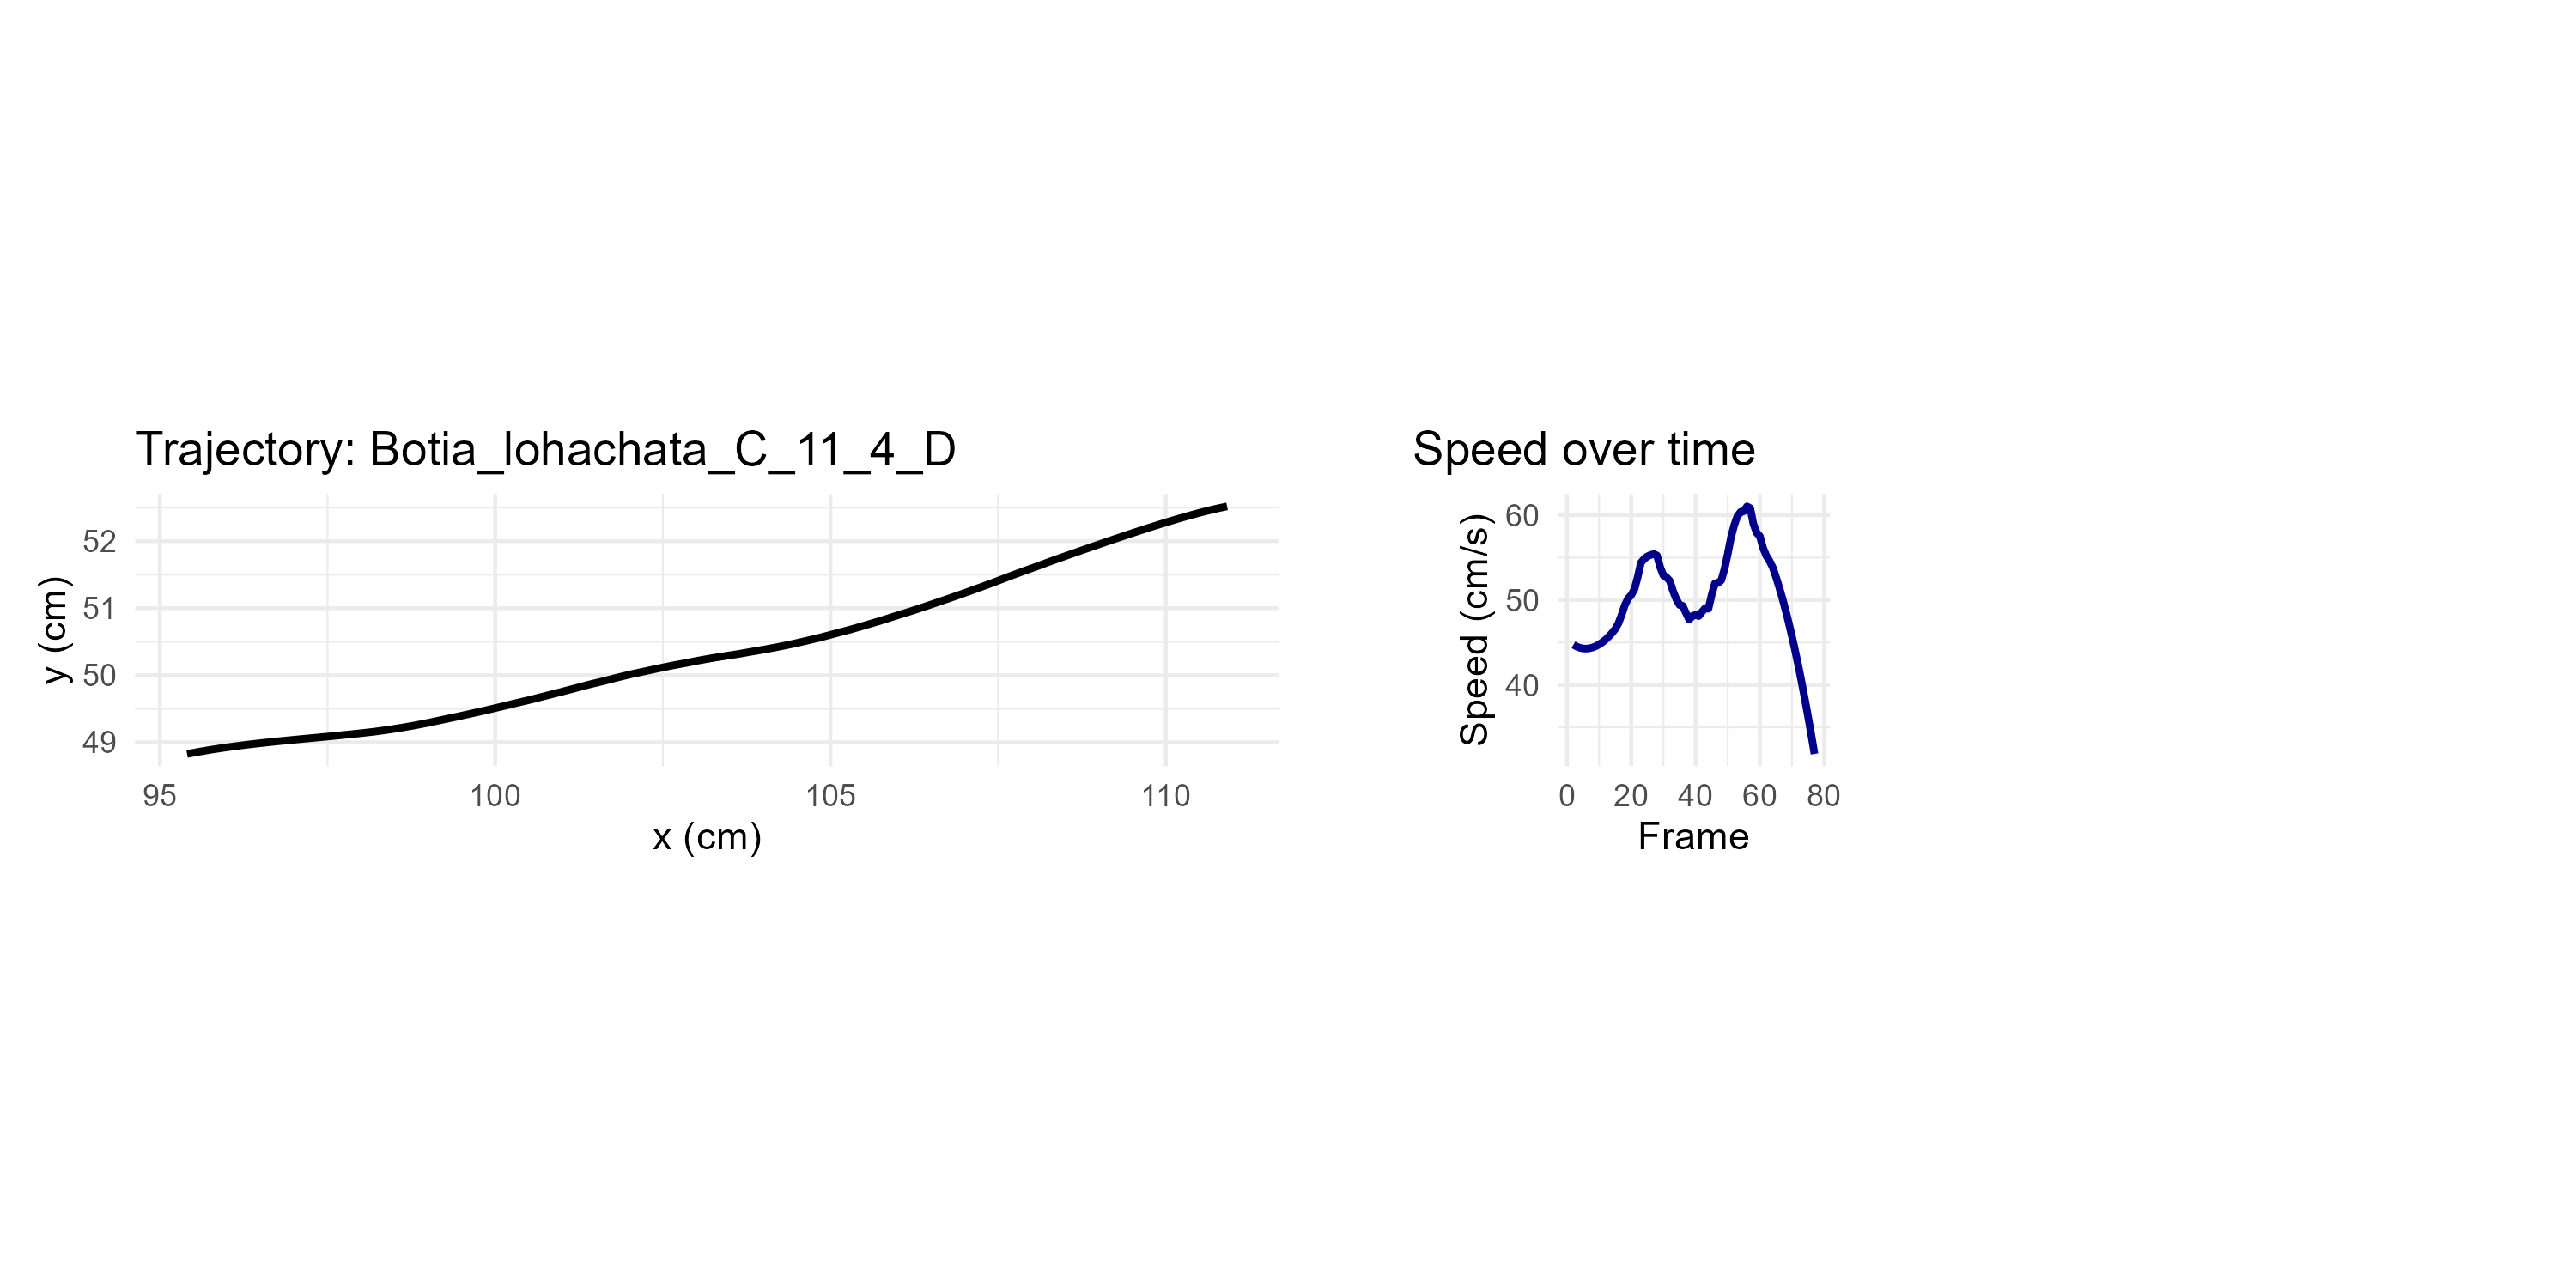 Trajectory: Botia_lohachata_C_11_4_D
52
51
50
49
y (cm)
95 100 105 110
x (cm)
Speed over time
60
50
40
Speed (cm/s)
0 20 40 60 80
Frame